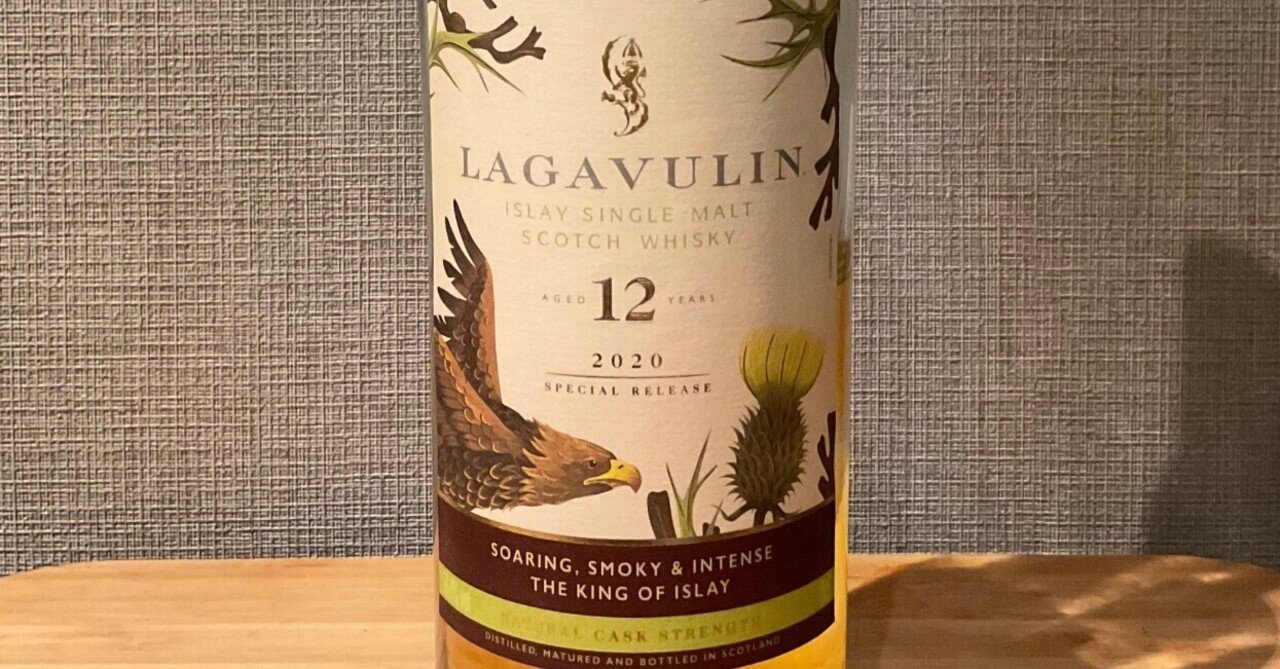 LAGAVULIN
ISLAY SINGLE MALT
SCOTCH WHISKY
AGED 12 YEARS
2020
SPECIAL RELEASE
SOARING, SMOKY & INTENSE
THE KING OF ISLAY
NATURAL CASK STRENGTH
DISTILLED, MATURED AND BOTTLED IN SCOTLAND